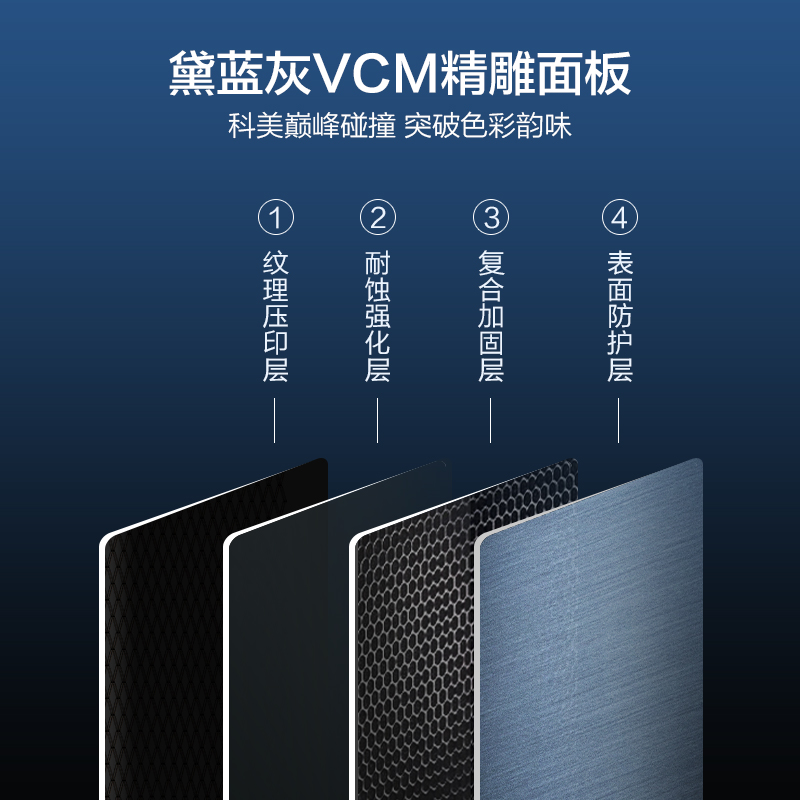 黛蓝灰VCM精雕面板
科美巅峰碰撞 突破色彩韵味
①
纹理压印层
②
耐蚀强化层
③
复合加固层
④
表面防护层